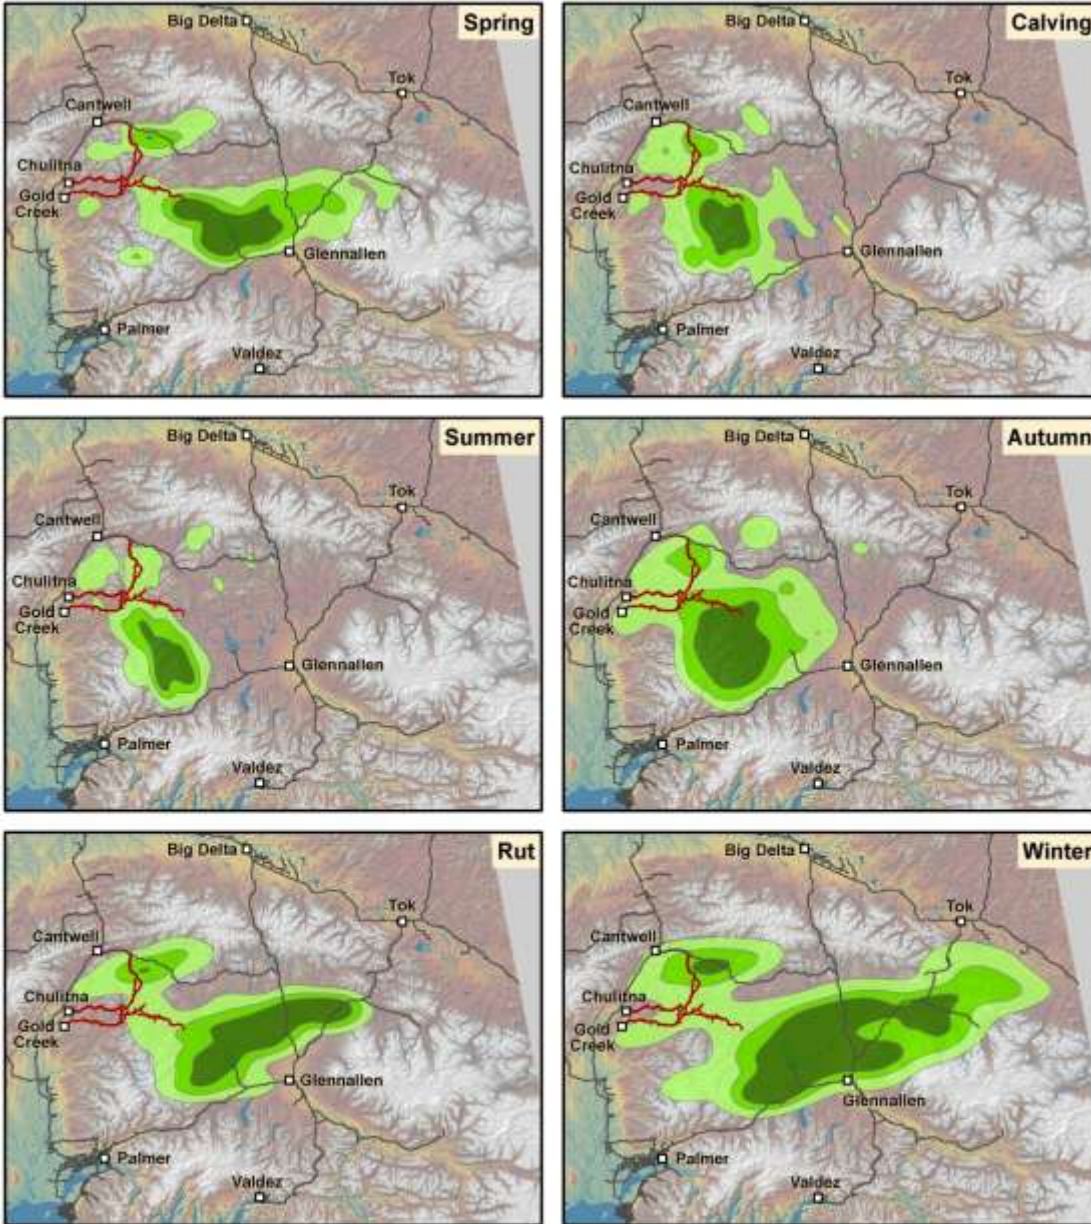 Spring
Big Delta
Tok
Cantwell
Chulitna
Gold
Creek
Glennallen
Palmer
Valdez
Calving
Big Delta
Tok
Cantwell
Chulitna
Gold
Creek
Glennallen
Palmer
Valdez
Summer
Big Delta
Tok
Cantwell
Chulitna
Gold
Creek
Glennallen
Palmer
Valdez
Autumn
Big Delta
Tok
Cantwell
Chulitna
Gold
Creek
Glennallen
Palmer
Valdez
Rut
Big Delta
Tok
Cantwell
Chulitna
Gold
Creek
Glennallen
Palmer
Valdez
Winter
Big Delta
Tok
Cantwell
Chulitna
Gold
Creek
Glennallen
Palmer
Valdez